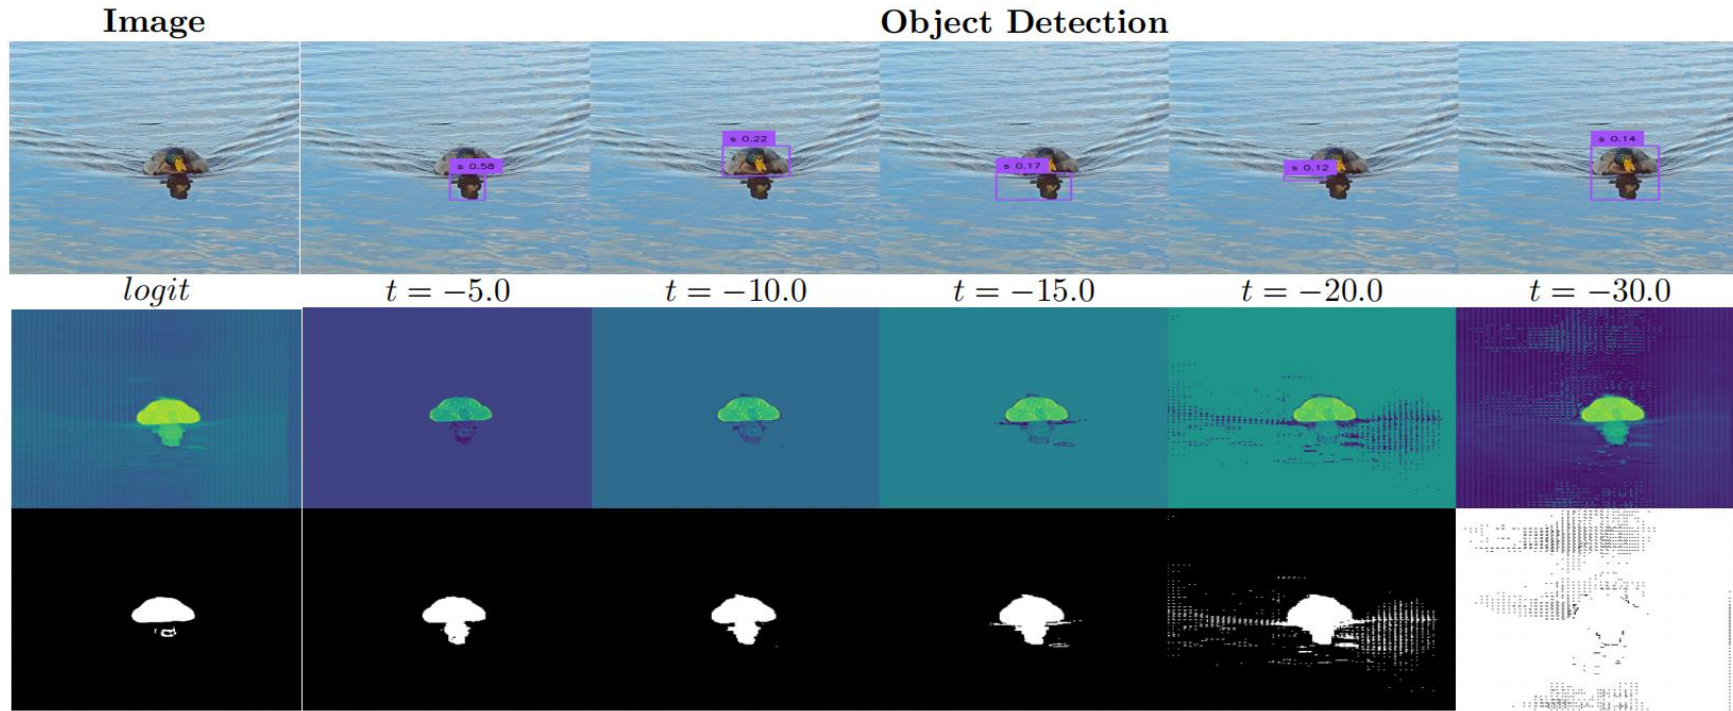 Image Object Detection
s 0.58 s 0.22 s 0.17 s 0.12 s 0.14
logit t = −5.0 t = −10.0 t = −15.0 t = −20.0 t = −30.0